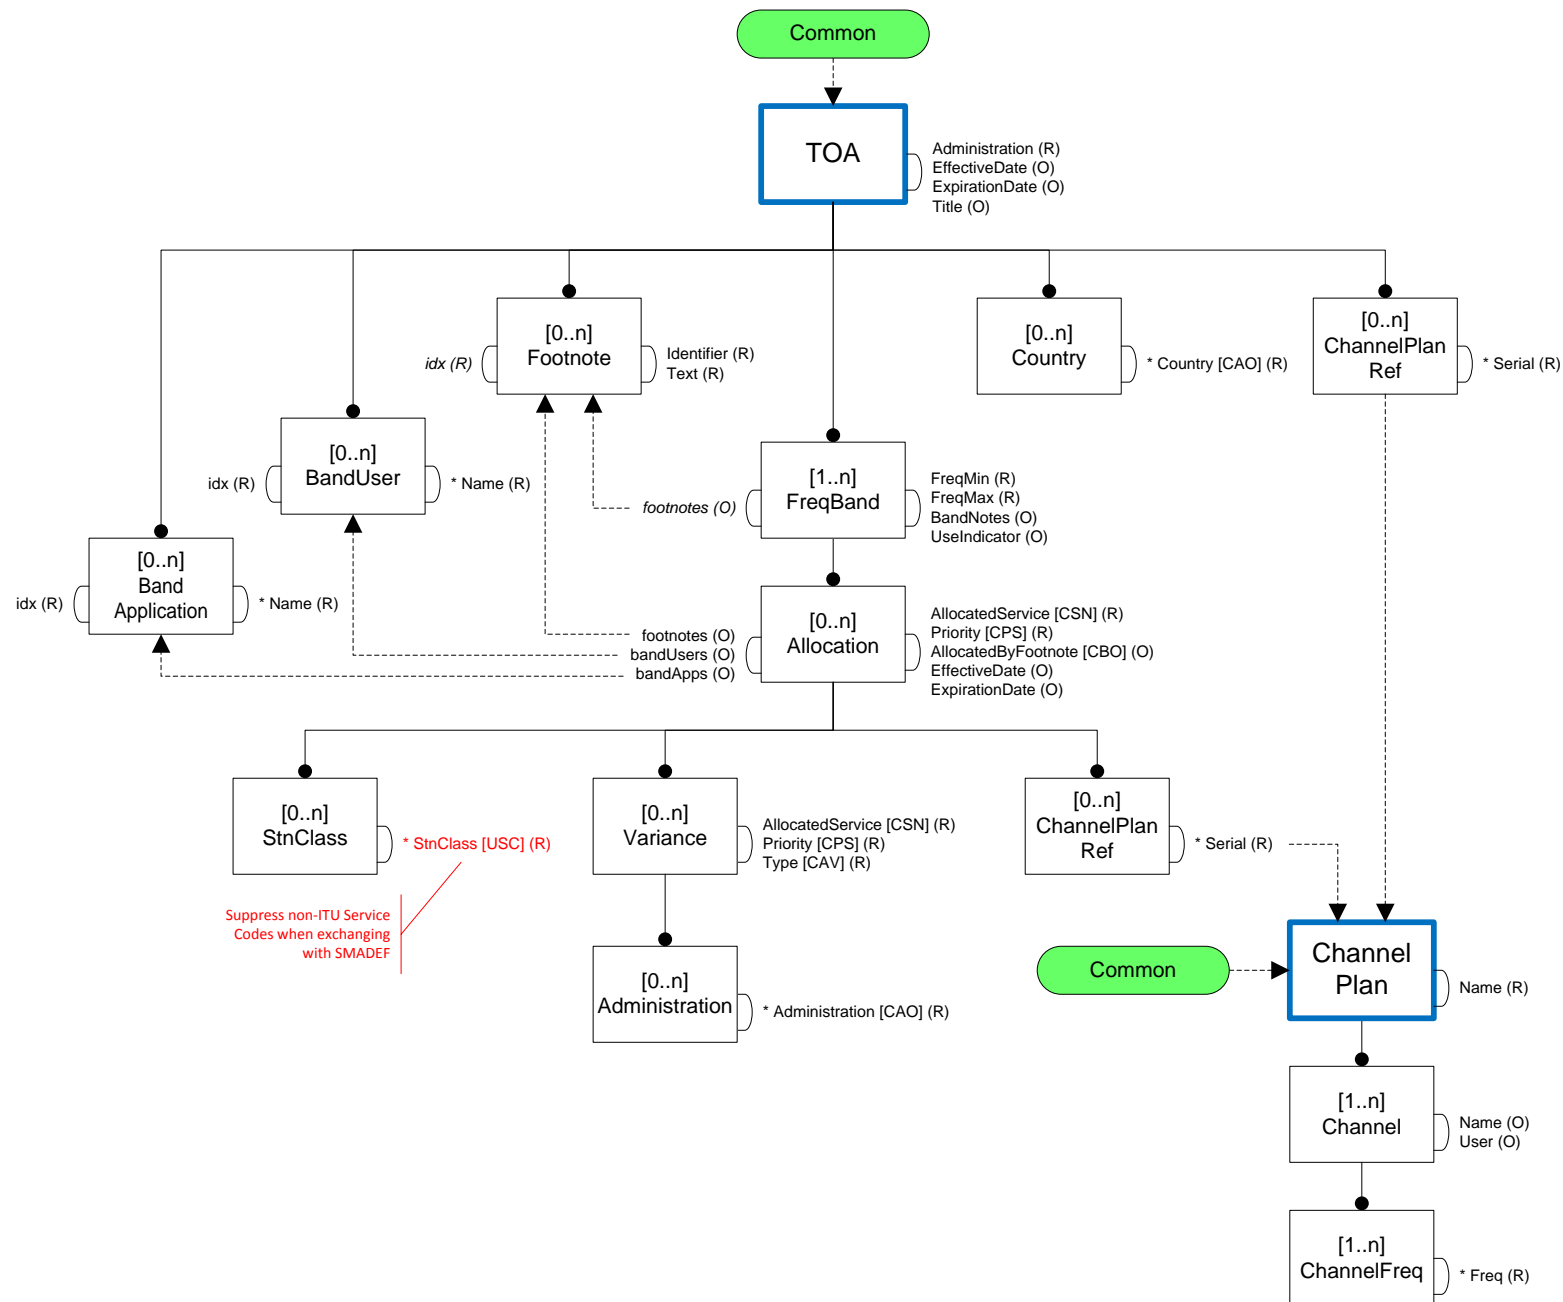 Common
TOA
Administration (R)
EffectiveDate (O)
ExpirationDate (O)
Title (O)
[0..n]
Footnote
idx (R)
Identifier (R)
Text (R)
[0..n]
Country
* Country [CAO] (R)
[0..n]
ChannelPlan
Ref
* Serial (R)
[0..n]
BandUser
idx (R)
* Name (R)
[1..n]
FreqBand
footnotes (O)
FreqMin (R)
FreqMax (R)
BandNotes (O)
UseIndicator (O)
[0..n]
Band
Application
idx (R)
* Name (R)
[0..n]
Allocation
footnotes (O)
bandUsers (O)
bandApps (O)
AllocatedService [CSN] (R)
Priority [CPS] (R)
AllocatedByFootnote [CBO] (O)
EffectiveDate (O)
ExpirationDate (O)
[0..n]
StnClass
* StnClass [USC] (R)
Suppress non-ITU Service
Codes when exchanging
with SMADEF
[0..n]
Variance
AllocatedService [CSN] (R)
Priority [CPS] (R)
Type [CAV] (R)
[0..n]
ChannelPlan
Ref
* Serial (R)
[0..n]
Administration
* Administration [CAO] (R)
Common
Channel
Plan
Name (R)
[1..n]
Channel
Name (O)
User (O)
[1..n]
ChannelFreq
* Freq (R)